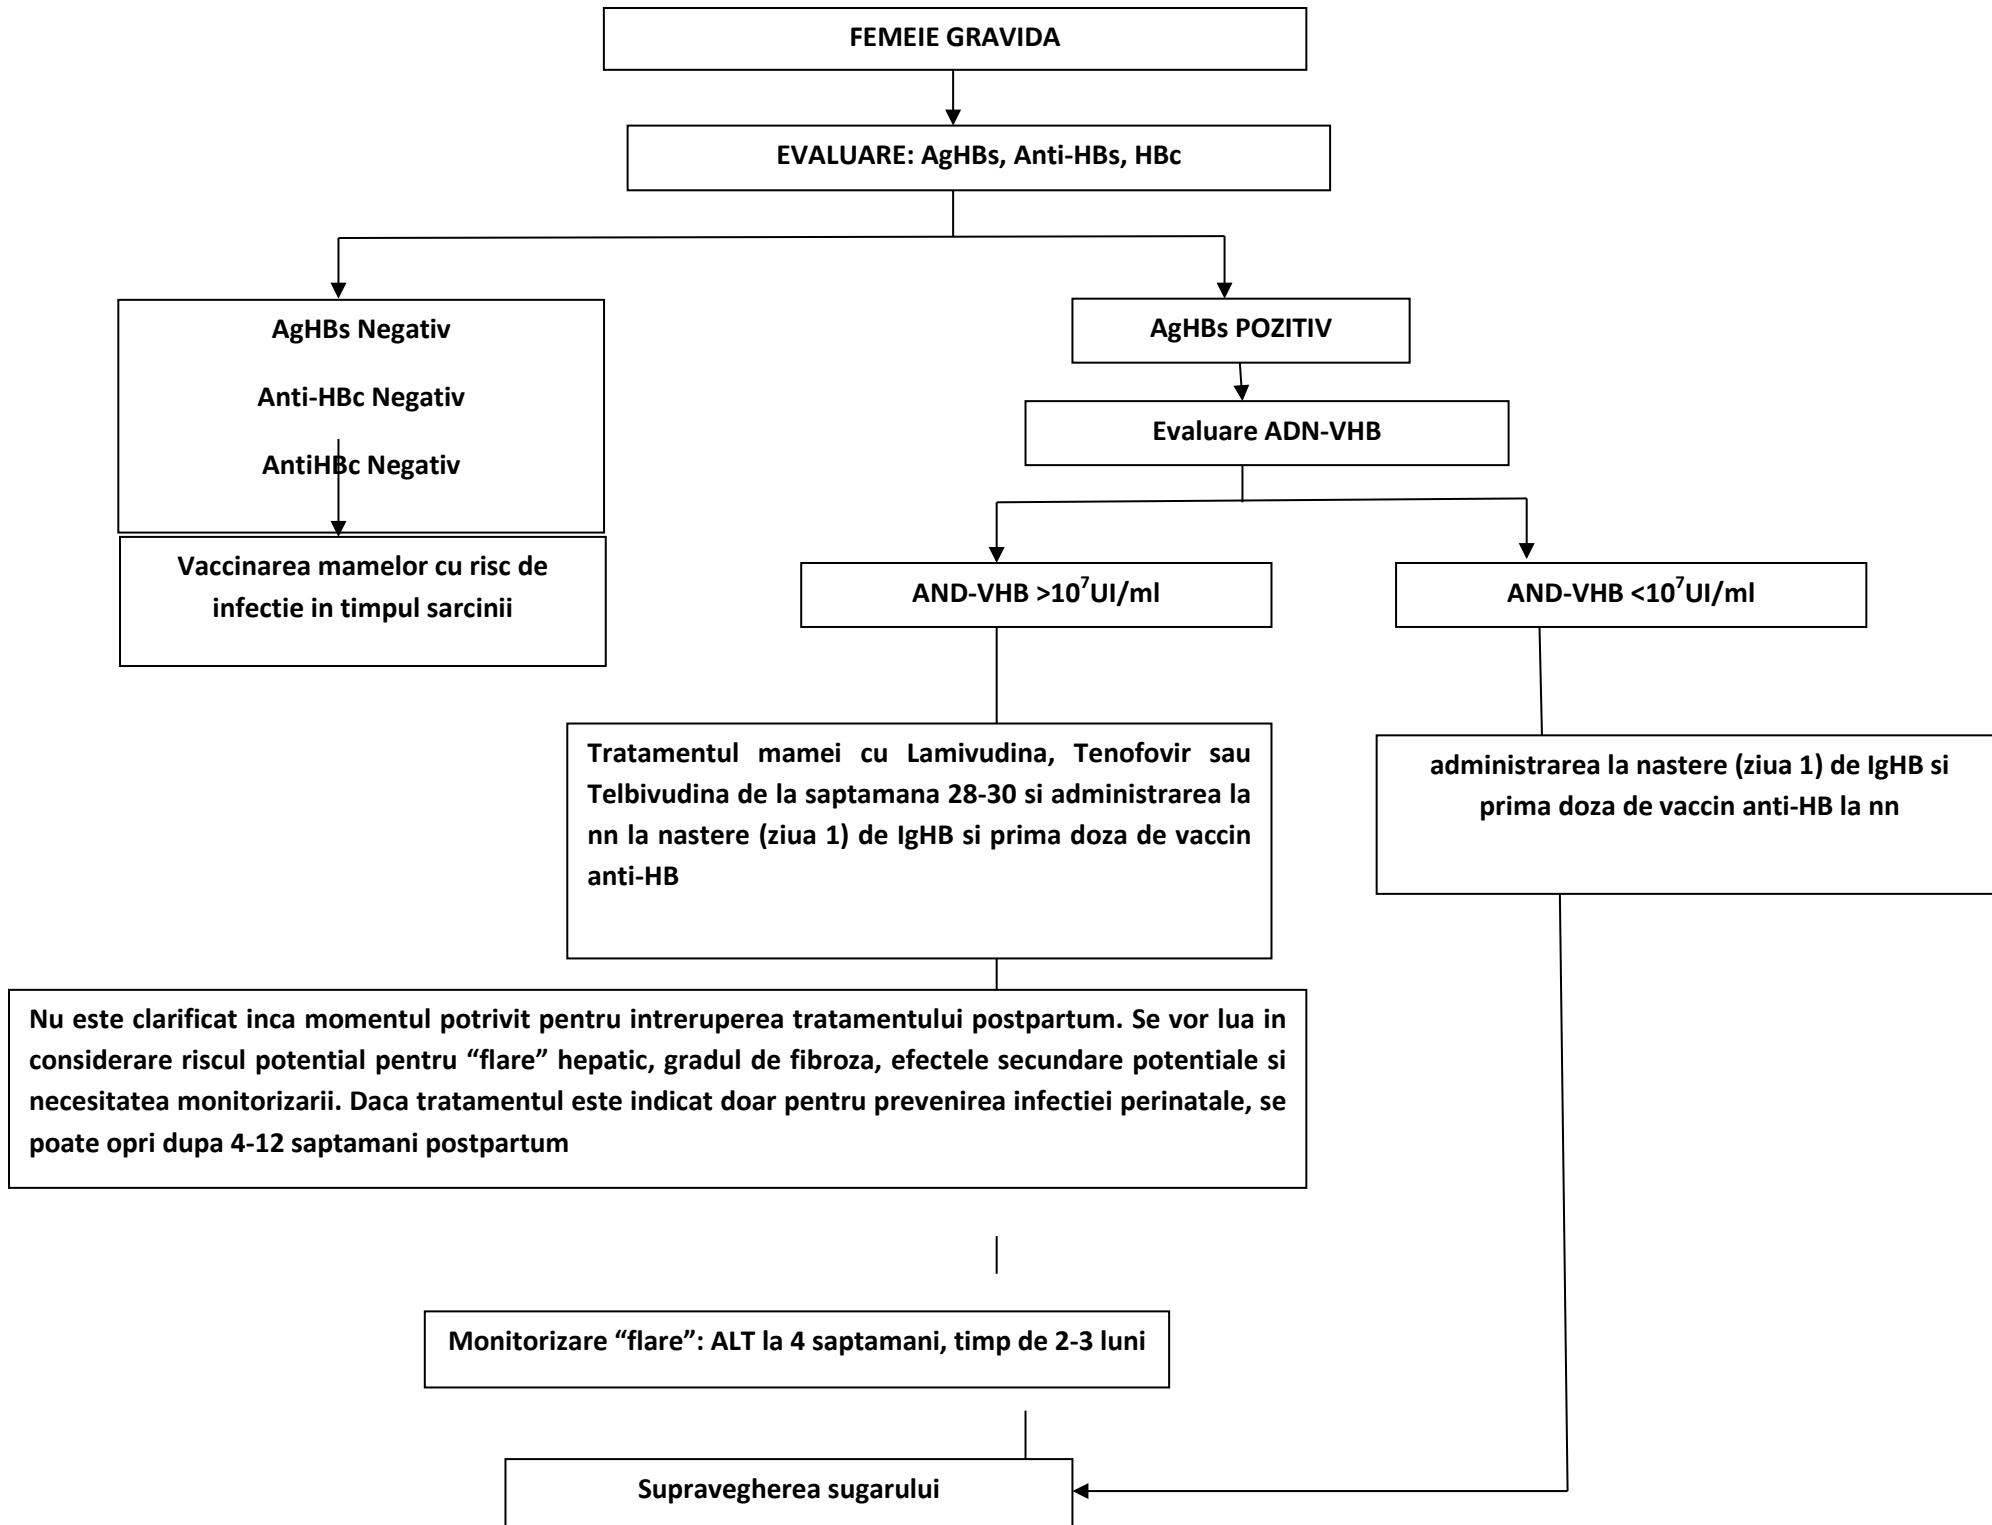 FEMEIE GRAVIDA
EVALUARE: AgHBs, Anti-HBs, HBc
AgHBs Negativ
Anti-HBc Negativ
AntiHBc Negativ
Vaccinarea mamelor cu risc de
infectie in timpul sarcinii
AgHBs POZITIV
Evaluare ADN-VHB
AND-VHB >10⁷UI/ml
AND-VHB <10⁷UI/ml
Tratamentul mamei cu Lamivudina, Tenofovir sau
Telbivudina de la saptamana 28-30 si administrarea la
nn la nastere (ziua 1) de IgHB si prima doza de vaccin
anti-HB
administrarea la nastere (ziua 1) de IgHB si
prima doza de vaccin anti-HB la nn
Nu este clarificat inca momentul potrivit pentru intreruperea tratamentului postpartum. Se vor lua in
considerare riscul potential pentru “flare” hepatic, gradul de fibroza, efectele secundare potentiale si
necesitatea monitorizarii. Daca tratamentul este indicat doar pentru prevenirea infectiei perinatale, se
poate opri dupa 4-12 saptamani postpartum
Monitorizare “flare”: ALT la 4 saptamani, timp de 2-3 luni
Supravegherea sugarului